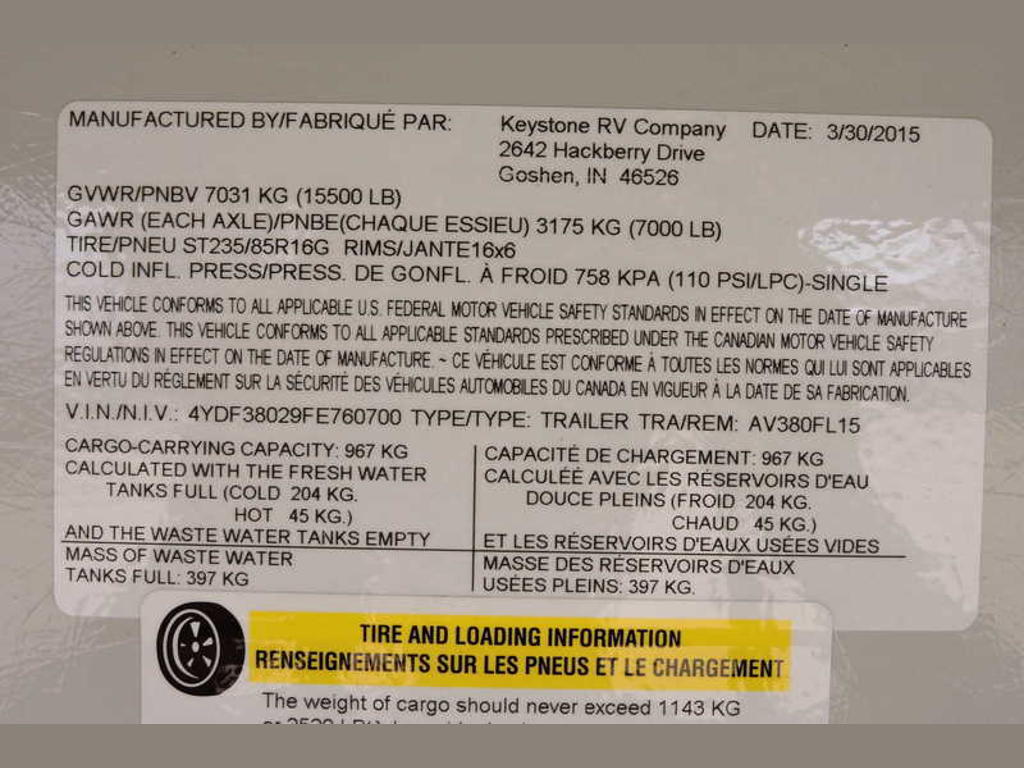 MANUFACTURED BY/FABRIQUÉ PAR: Keystone RV Company DATE: 3/30/2015
2642 Hackberry Drive
Goshen, IN 46526
GVWR/PNBV 7031 KG (15500 LB)
GAWR (EACH AXLE)/PNBE(CHAQUE ESSIEU) 3175 KG (7000 LB)
TIRE/PNEU ST235/85R16G RIMS/JANTE16x6
COLD INFL. PRESS/PRESS. DE GONFL. À FROID 758 KPA (110 PSI/LPC)-SINGLE
THIS VEHICLE CONFORMS TO ALL APPLICABLE U.S. FEDERAL MOTOR VEHICLE SAFETY STANDARDS IN EFFECT ON THE DATE OF MANUFACTURE
SHOWN ABOVE. THIS VEHICLE CONFORMS TO ALL APPLICABLE STANDARDS PRESCRIBED UNDER THE CANADIAN MOTOR VEHICLE SAFETY
REGULATIONS IN EFFECT ON THE DATE OF MANUFACTURE. ~ CE VÉHICULE EST CONFORME À TOUTES LES NORMES QUI LUI SONT APPLICABLES
EN VERTU DU RÉGLEMENT SUR LA SÉCURITÉ DES VÉHICULES AUTOMOBILES DU CANADA EN VIGUEUR À LA DATE DE SA FABRICATION.
V.I.N./N.I.V.: 4YDF38029FE760700 TYPE/TYPE: TRAILER TRA/REM: AV380FL15
CARGO-CARRYING CAPACITY: 967 KG
CALCULATED WITH THE FRESH WATER
TANKS FULL (COLD 204 KG.
HOT 45 KG.)
AND THE WASTE WATER TANKS EMPTY
MASS OF WASTE WATER
TANKS FULL: 397 KG
CAPACITÉ DE CHARGEMENT: 967 KG
CALCULÉE AVEC LES RÉSERVOIRS D'EAU
DOUCE PLEINS (FROID 204 KG.
CHAUD 45 KG.)
ET LES RÉSERVOIRS D'EAUX USÉES VIDES
MASSE DES RÉSERVOIRS D'EAUX
USÉES PLEINS: 397 KG.
TIRE AND LOADING INFORMATION
RENSEIGNEMENTS SUR LES PNEUS ET LE CHARGEMENT
The weight of cargo should never exceed 1143 KG